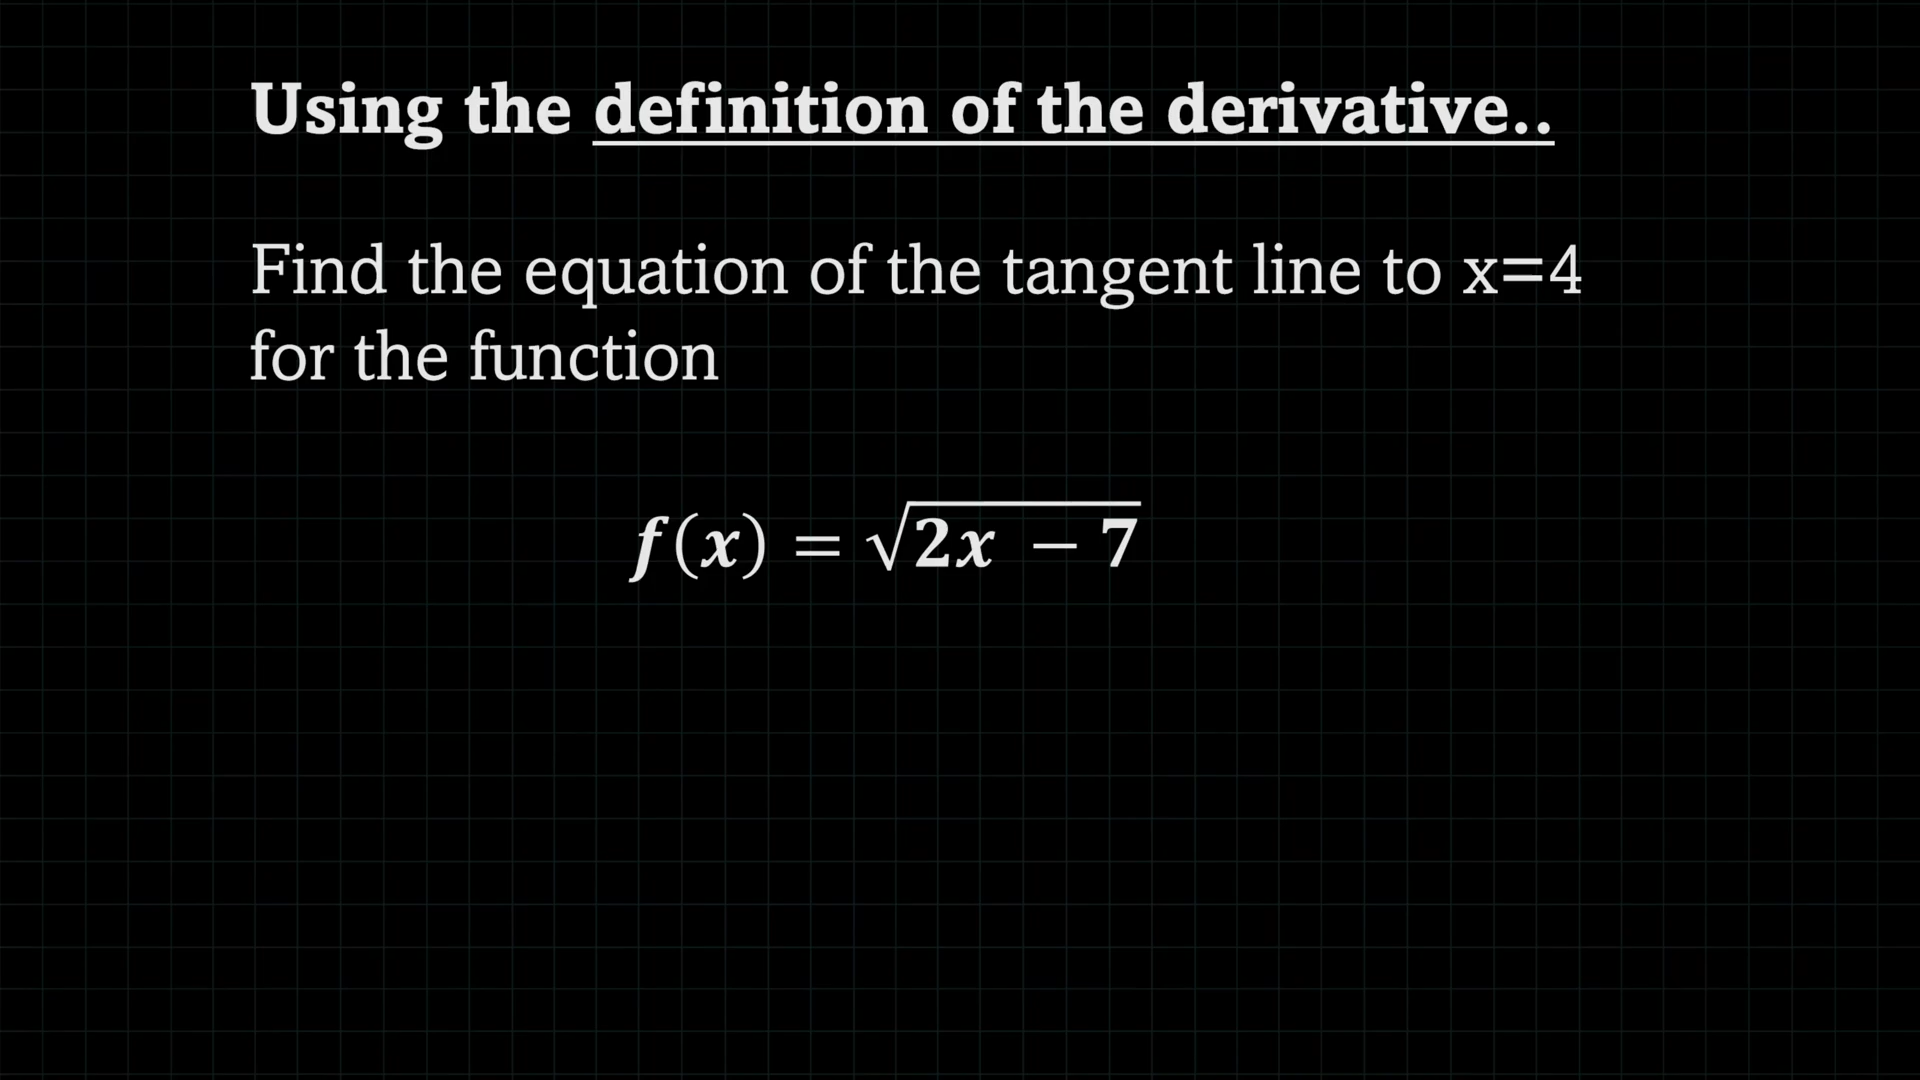 Using the definition of the derivative..
Find the equation of the tangent line to x=4
for the function
f(x) = √2x − 7